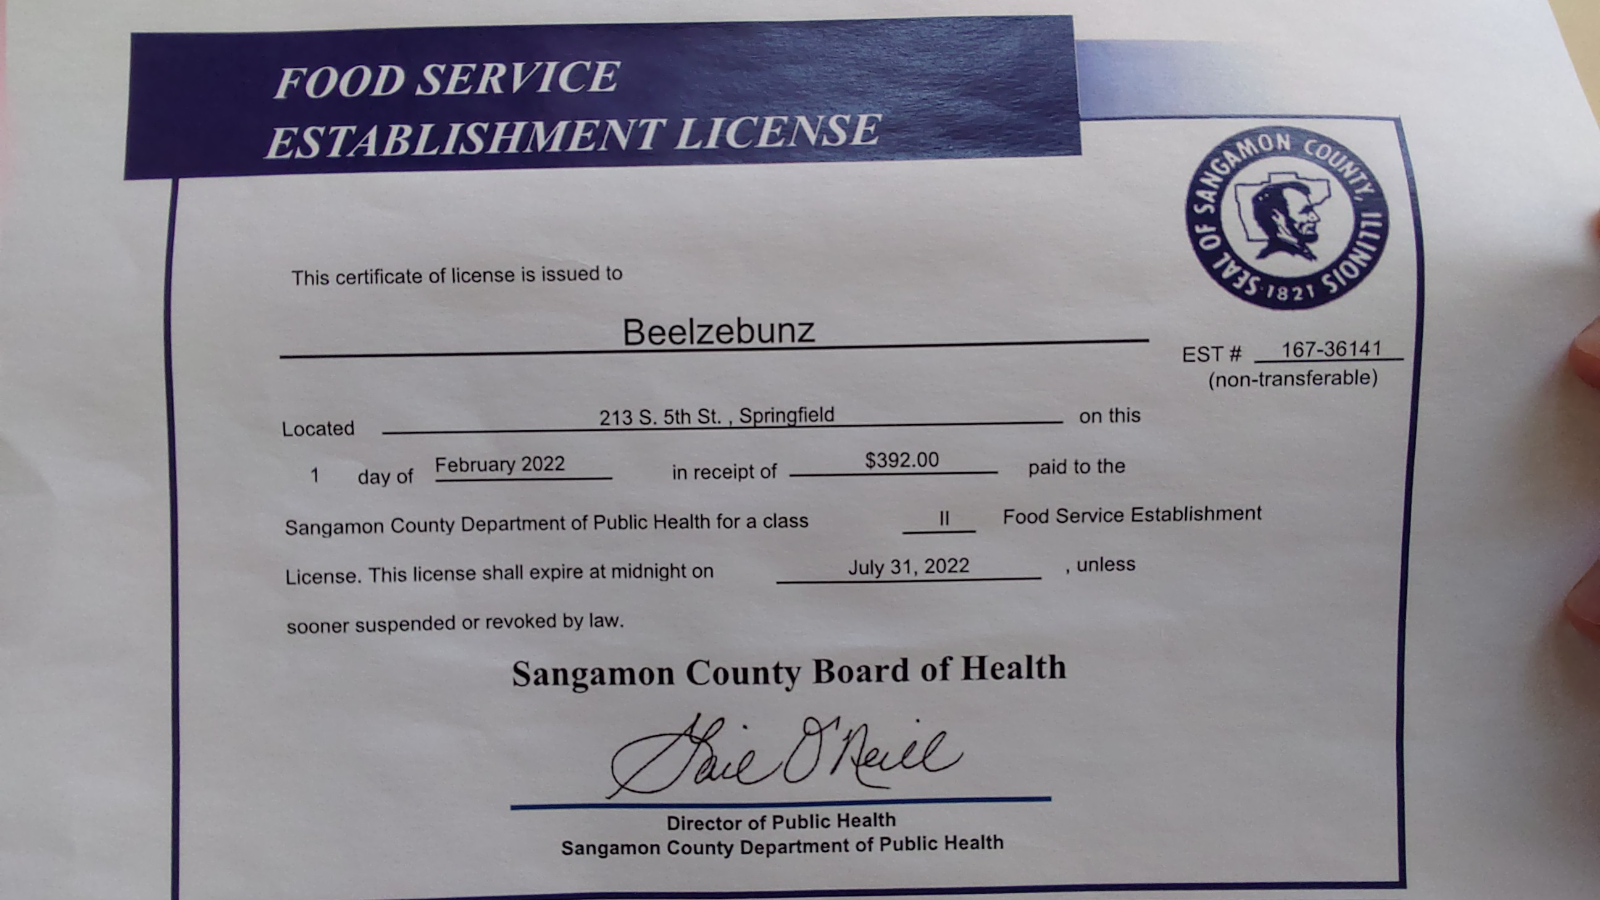 FOOD SERVICE
ESTABLISHMENT LICENSE
SEAL OF SANGAMON COUNTY, ILLINOIS
·1821
This certificate of license is issued to
Beelzebunz
EST # 167-36141
(non-transferable)
Located 213 S. 5th St. , Springfield on this
1 day of February 2022 in receipt of $392.00 paid to the
Sangamon County Department of Public Health for a class II Food Service Establishment
License. This license shall expire at midnight on July 31, 2022 , unless
sooner suspended or revoked by law.
Sangamon County Board of Health
Gail O'Neill
Director of Public Health
Sangamon County Department of Public Health